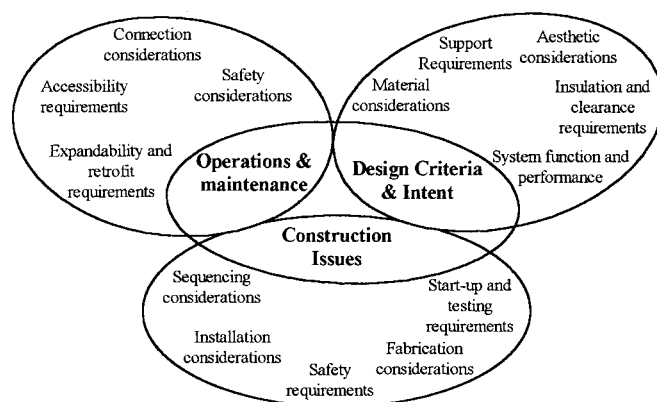 Connection
considerations
Safety
considerations
Accessibility
requirements
Expandability and
retrofit
requirements
Operations &
maintenance
Support
Requirements
Aesthetic
considerations
Material
considerations
Insulation and
clearance
requirements
System function and
performance
Design Criteria
& Intent
Construction
Issues
Sequencing
considerations
Start-up and
testing
requirements
Installation
considerations
Safety
requirements
Fabrication
considerations